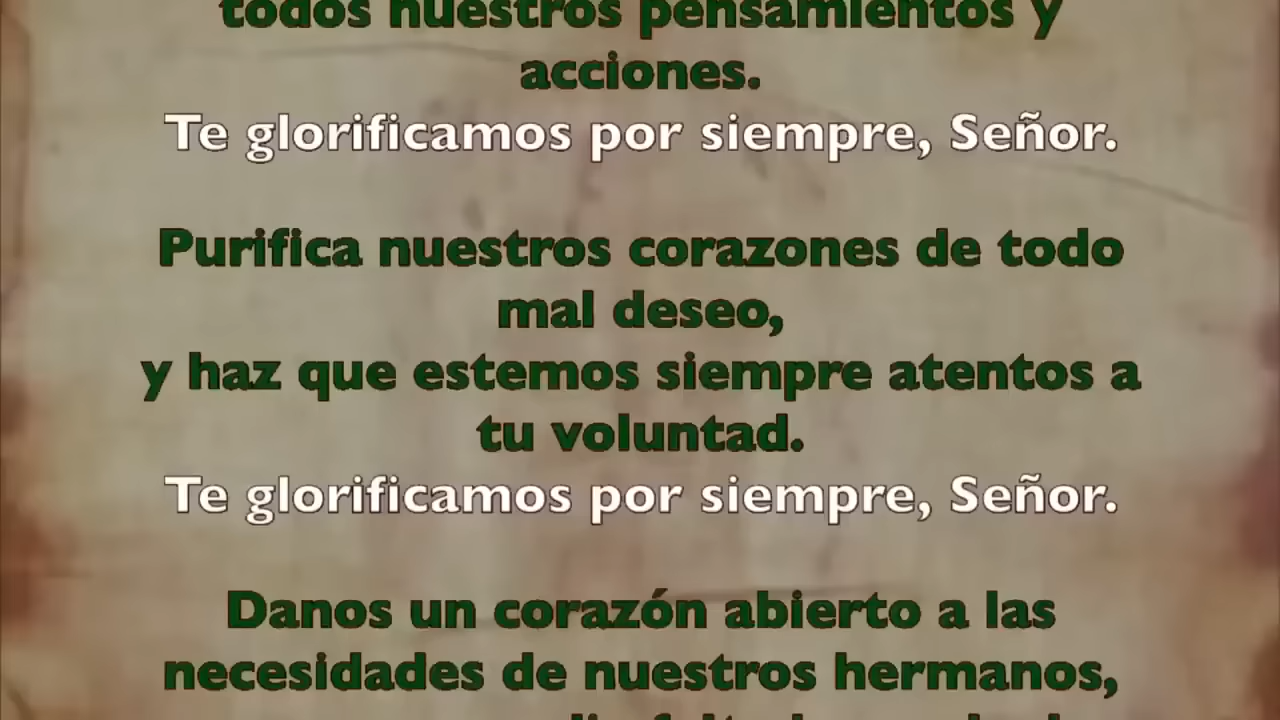 todos nuestros pensamientos y
acciones.
Te glorificamos por siempre, Señor.
Purifica nuestros corazones de todo
mal deseo,
y haz que estemos siempre atentos a
tu voluntad.
Te glorificamos por siempre, Señor.
Danos un corazón abierto a las
necesidades de nuestros hermanos,